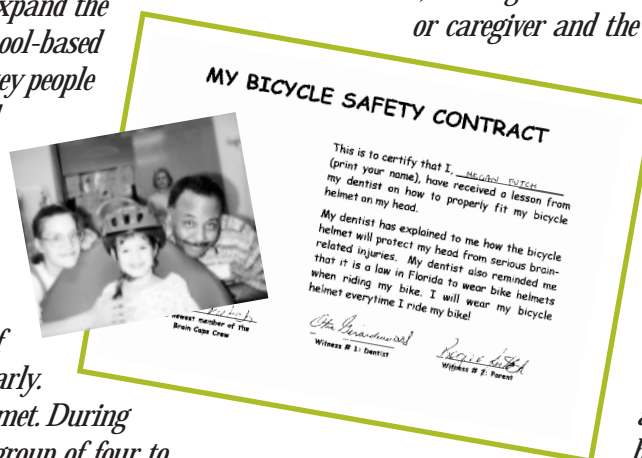 xpand the
ool-based
ey people
or caregiver and the
MY BICYCLE SAFETY CONTRACT
This is to certify that I, MEGAN FUTCH
(print your name), have received a lesson from
my dentist on how to properly fit my bicycle
helmet on my head.
My dentist has explained to me how the bicycle
helmet will protect my head from serious brain-
related injuries. My dentist also reminded me
that it is a law in Florida to wear bike helmets
when riding my bike. I will wear my bicycle
helmet everytime I ride my bike!
Newest member of the
Brain Caps Crew
Witness # 1: Dentist
Witness # 2: Parent
f
arly.
met. During
group of four to